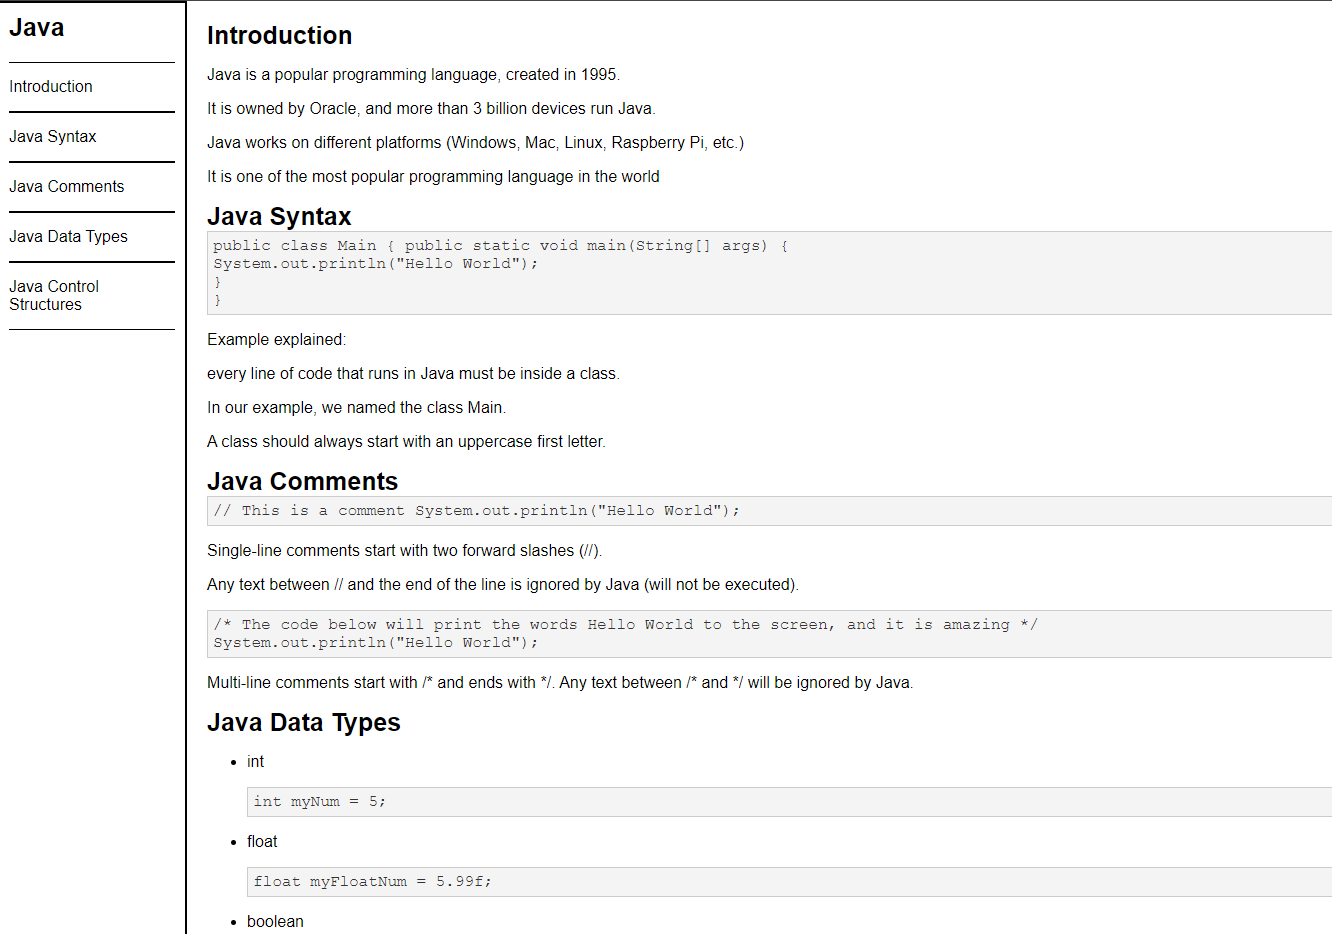 Java
Introduction
Java Syntax
Java Comments
Java Data Types
Java Control
Structures
Introduction
Java is a popular programming language, created in 1995.
It is owned by Oracle, and more than 3 billion devices run Java.
Java works on different platforms (Windows, Mac, Linux, Raspberry Pi, etc.)
It is one of the most popular programming language in the world
Java Syntax
public class Main { public static void main(String[] args) {
System.out.println("Hello World");
}
}
Example explained:
every line of code that runs in Java must be inside a class.
In our example, we named the class Main.
A class should always start with an uppercase first letter.
Java Comments
// This is a comment System.out.println("Hello World");
Single-line comments start with two forward slashes (//).
Any text between // and the end of the line is ignored by Java (will not be executed).
/* The code below will print the words Hello World to the screen, and it is amazing */
System.out.println("Hello World");
Multi-line comments start with /* and ends with */. Any text between /* and */ will be ignored by Java.
Java Data Types
• int
int myNum = 5;
• float
float myFloatNum = 5.99f;
• boolean